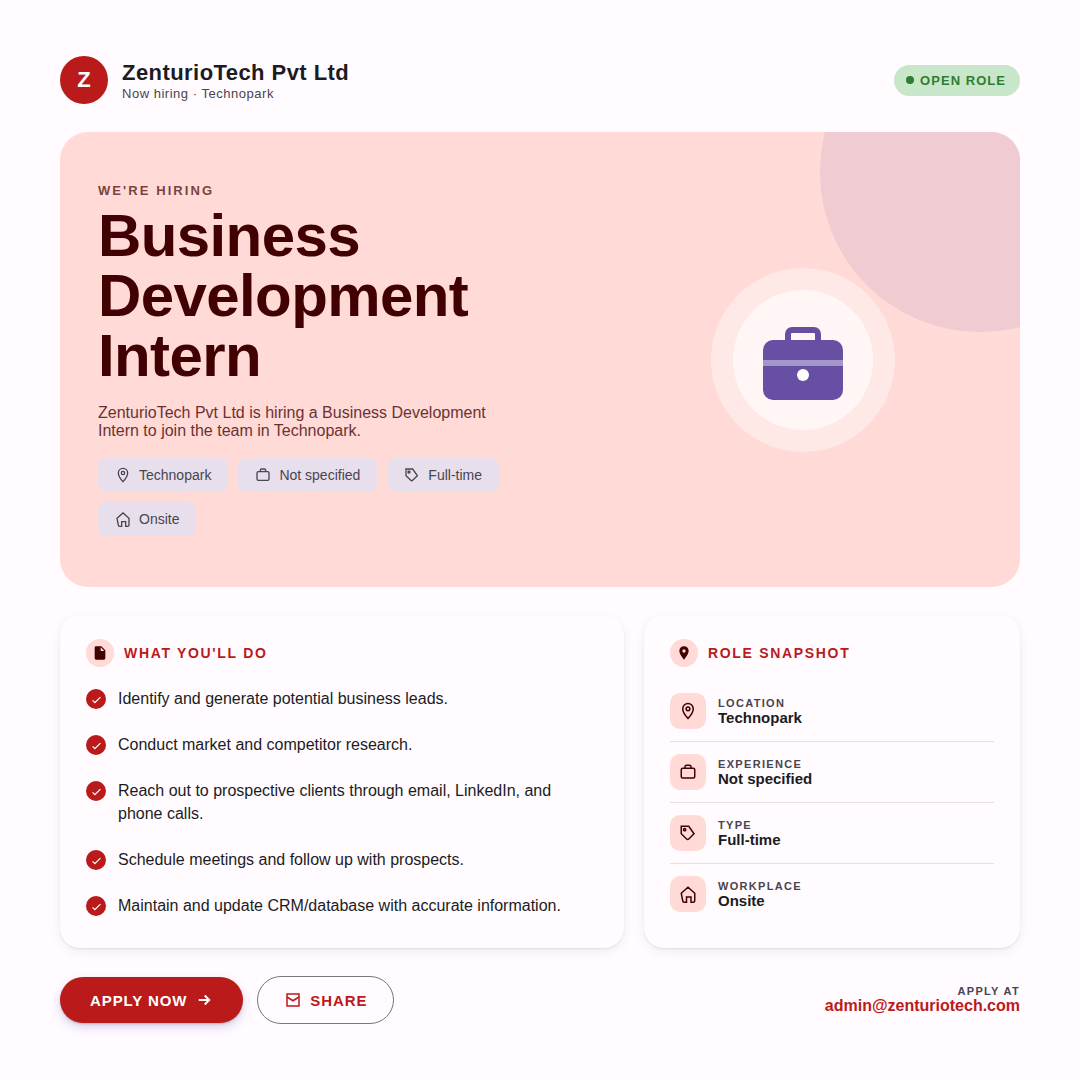 Z
ZenturioTech Pvt Ltd
Now hiring · Technopark
OPEN ROLE
WE'RE HIRING
Business
Development
Intern
ZenturioTech Pvt Ltd is hiring a Business Development
Intern to join the team in Technopark.
Technopark
Not specified
Full-time
Onsite
WHAT YOU'LL DO
Identify and generate potential business leads.
Conduct market and competitor research.
Reach out to prospective clients through email, LinkedIn, and
phone calls.
Schedule meetings and follow up with prospects.
Maintain and update CRM/database with accurate information.
ROLE SNAPSHOT
LOCATION
Technopark
EXPERIENCE
Not specified
TYPE
Full-time
WORKPLACE
Onsite
APPLY NOW
SHARE
APPLY AT
admin@zenturiotech.com